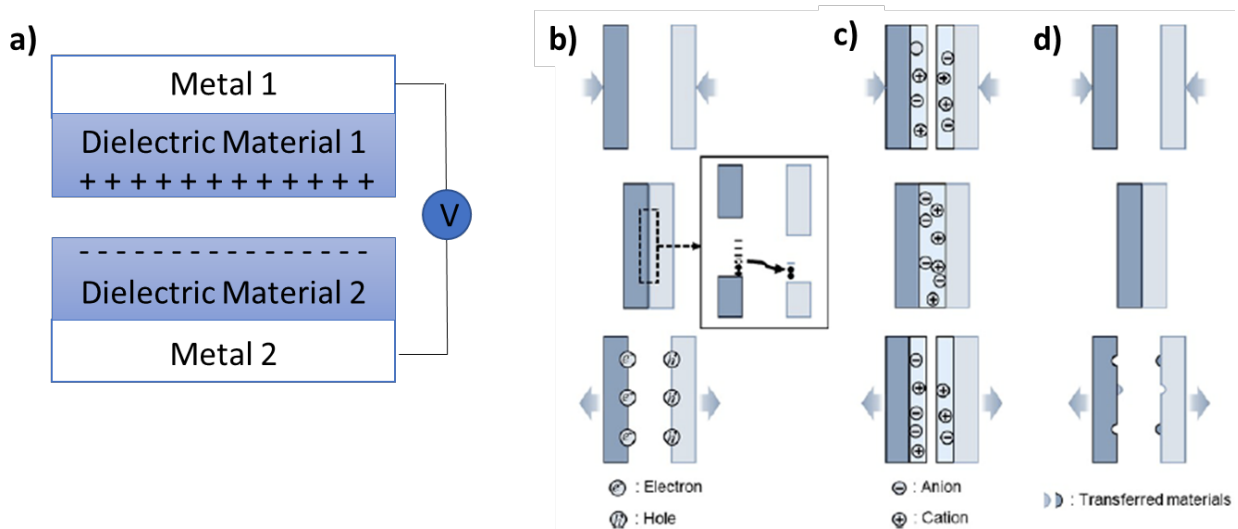 a)
Metal 1
Dielectric Material 1
+ + + + + + + + + + + + +
V
- - - - - - - - - - - - - - - -
Dielectric Material 2
Metal 2
b)
e
e
e
h
h
h
e : Electron
h : Hole
c)
⊖ : Anion
⊕ : Cation
d)
: Transferred materials